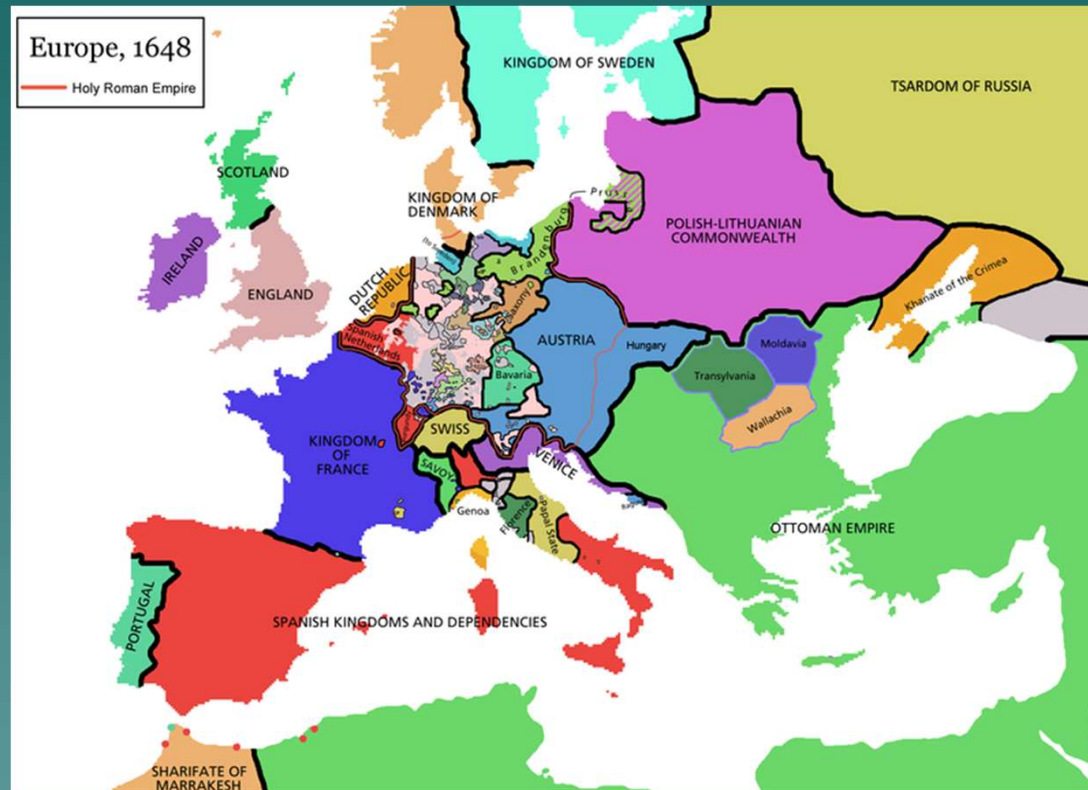 Europe, 1648
Holy Roman Empire
KINGDOM OF SWEDEN
TSARDOM OF RUSSIA
SCOTLAND
KINGDOM OF
DENMARK
POLISH-LITHUANIAN
COMMONWEALTH
IRELAND
ENGLAND
DUTCH
REPUBLIC
Brandenburg
Saxony
Khanate of the Crimea
Spanish
Netherlands
AUSTRIA
Hungary
Moldavia
Bavaria
Transylvania
Wallachia
KINGDOM
OF
FRANCE
SWISS
SAVOY
VENICE
Genoa
Florence
Papal State
OTTOMAN EMPIRE
PORTUGAL
SPANISH KINGDOMS AND DEPENDENCIES
SHARIFATE OF
MARRAKESH